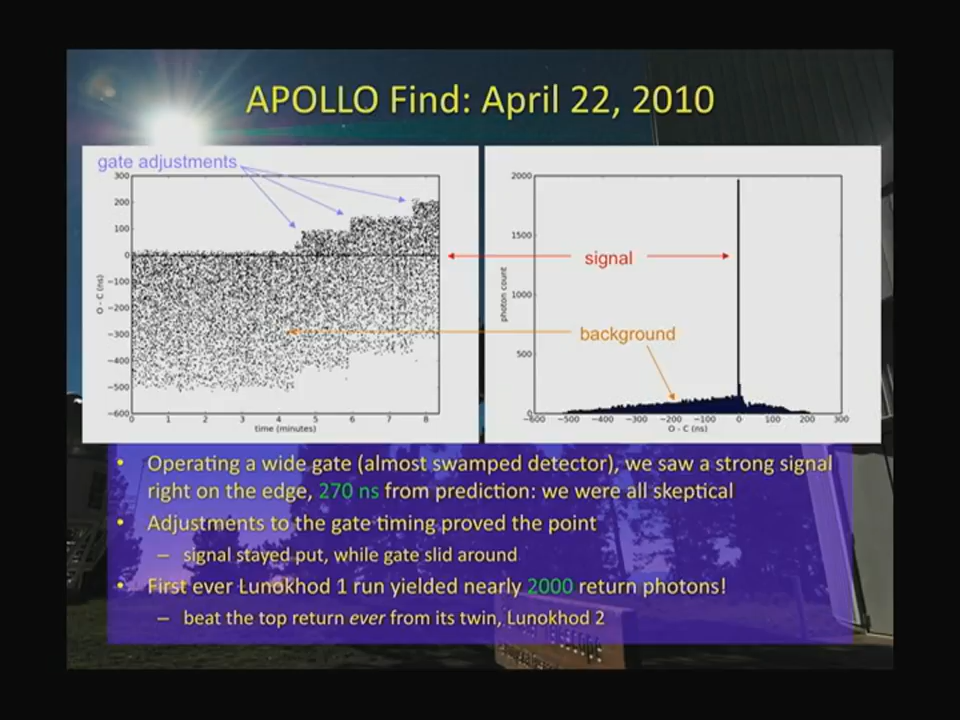 APOLLO Find: April 22, 2010
gate adjustments
300
200
100
0
−100
−200
−300
−400
−500
−600
O - C (ns)
0 1 2 3 4 5 6 7 8
time (minutes)
signal
background
2000
1500
1000
500
0
photon count
−600 −500 −400 −300 −200 −100 0 100 200 300
O - C (ns)
• Operating a wide gate (almost swamped detector), we saw a strong signal
right on the edge, 270 ns from prediction: we were all skeptical
• Adjustments to the gate timing proved the point
– signal stayed put, while gate slid around
• First ever Lunokhod 1 run yielded nearly 2000 return photons!
– beat the top return ever from its twin, Lunokhod 2